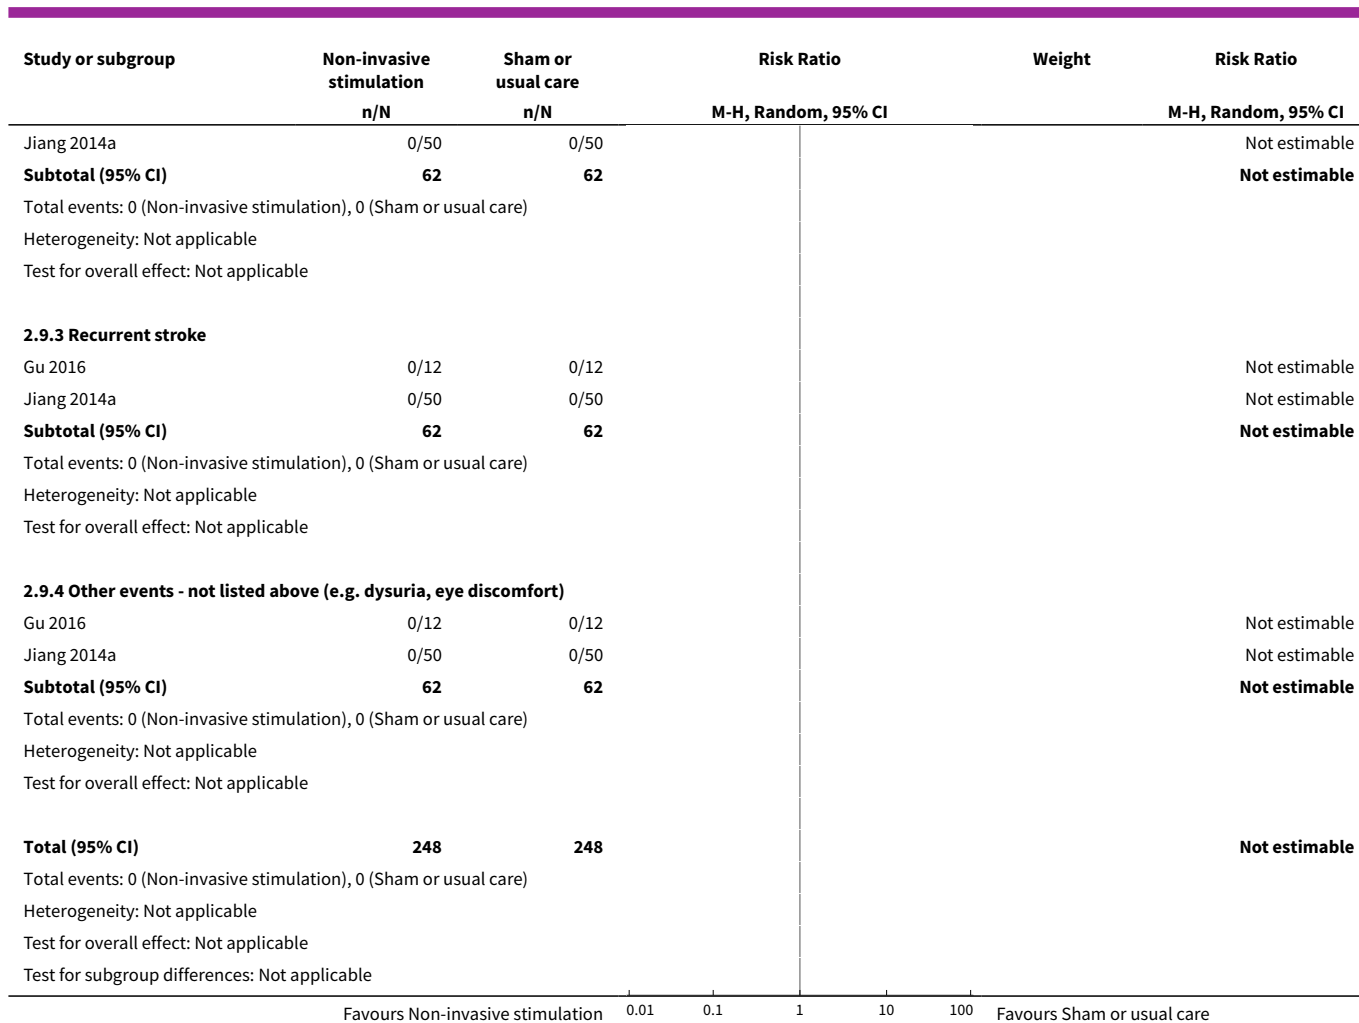 Study or subgroup Non-invasive stimulation Sham or usual care Risk Ratio Weight Risk Ratio
n/N n/N M-H, Random, 95% CI M-H, Random, 95% CI
Jiang 2014a 0/50 0/50 Not estimable
Subtotal (95% CI) 62 62 Not estimable
Total events: 0 (Non-invasive stimulation), 0 (Sham or usual care)
Heterogeneity: Not applicable
Test for overall effect: Not applicable
2.9.3 Recurrent stroke
Gu 2016 0/12 0/12 Not estimable
Jiang 2014a 0/50 0/50 Not estimable
Subtotal (95% CI) 62 62 Not estimable
Total events: 0 (Non-invasive stimulation), 0 (Sham or usual care)
Heterogeneity: Not applicable
Test for overall effect: Not applicable
2.9.4 Other events - not listed above (e.g. dysuria, eye discomfort)
Gu 2016 0/12 0/12 Not estimable
Jiang 2014a 0/50 0/50 Not estimable
Subtotal (95% CI) 62 62 Not estimable
Total events: 0 (Non-invasive stimulation), 0 (Sham or usual care)
Heterogeneity: Not applicable
Test for overall effect: Not applicable
Total (95% CI) 248 248 Not estimable
Total events: 0 (Non-invasive stimulation), 0 (Sham or usual care)
Heterogeneity: Not applicable
Test for overall effect: Not applicable
Test for subgroup differences: Not applicable
Favours Non-invasive stimulation 0.01 0.1 1 10 100 Favours Sham or usual care